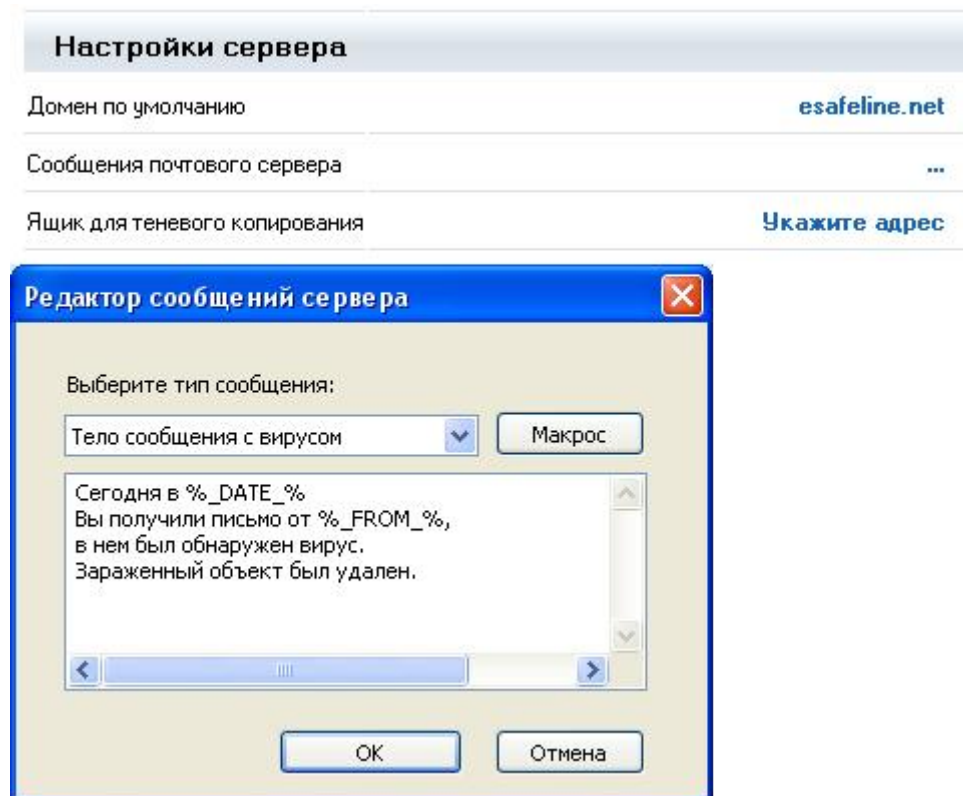 Настройки сервера
Домен по умолчанию esafeline.net
Сообщения почтового сервера ...
Ящик для теневого копирования Укажите адрес
Редактор сообщений сервера
Выберите тип сообщения:
Тело сообщения с вирусом Макрос
Сегодня в %_DATE_%
Вы получили письмо от %_FROM_%,
в нем был обнаружен вирус.
Зараженный объект был удален.
OK Отмена